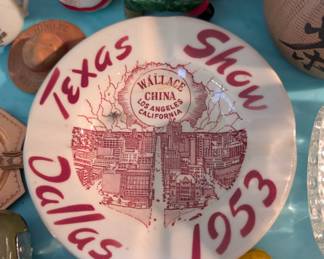 Texas Show
WALLACE
CHINA
LOS ANGELES
CALIFORNIA
Dallas 1953